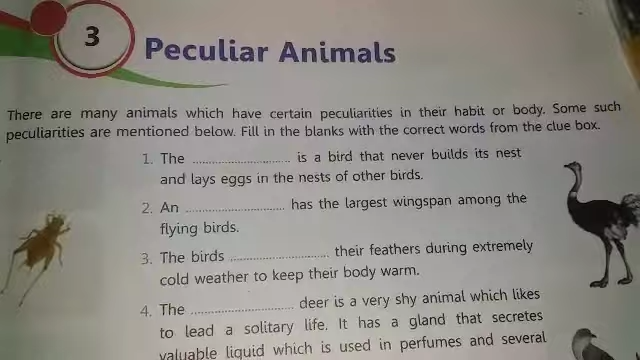 3
Peculiar Animals
There are many animals which have certain peculiarities in their habit or body. Some such
peculiarities are mentioned below. Fill in the blanks with the correct words from the clue box.
1. The ............................ is a bird that never builds its nest
and lays eggs in the nests of other birds.
2. An ............................ has the largest wingspan among the
flying birds.
3. The birds ............................ their feathers during extremely
cold weather to keep their body warm.
4. The ............................ deer is a very shy animal which likes
to lead a solitary life. It has a gland that secretes
valuable liquid which is used in perfumes and several